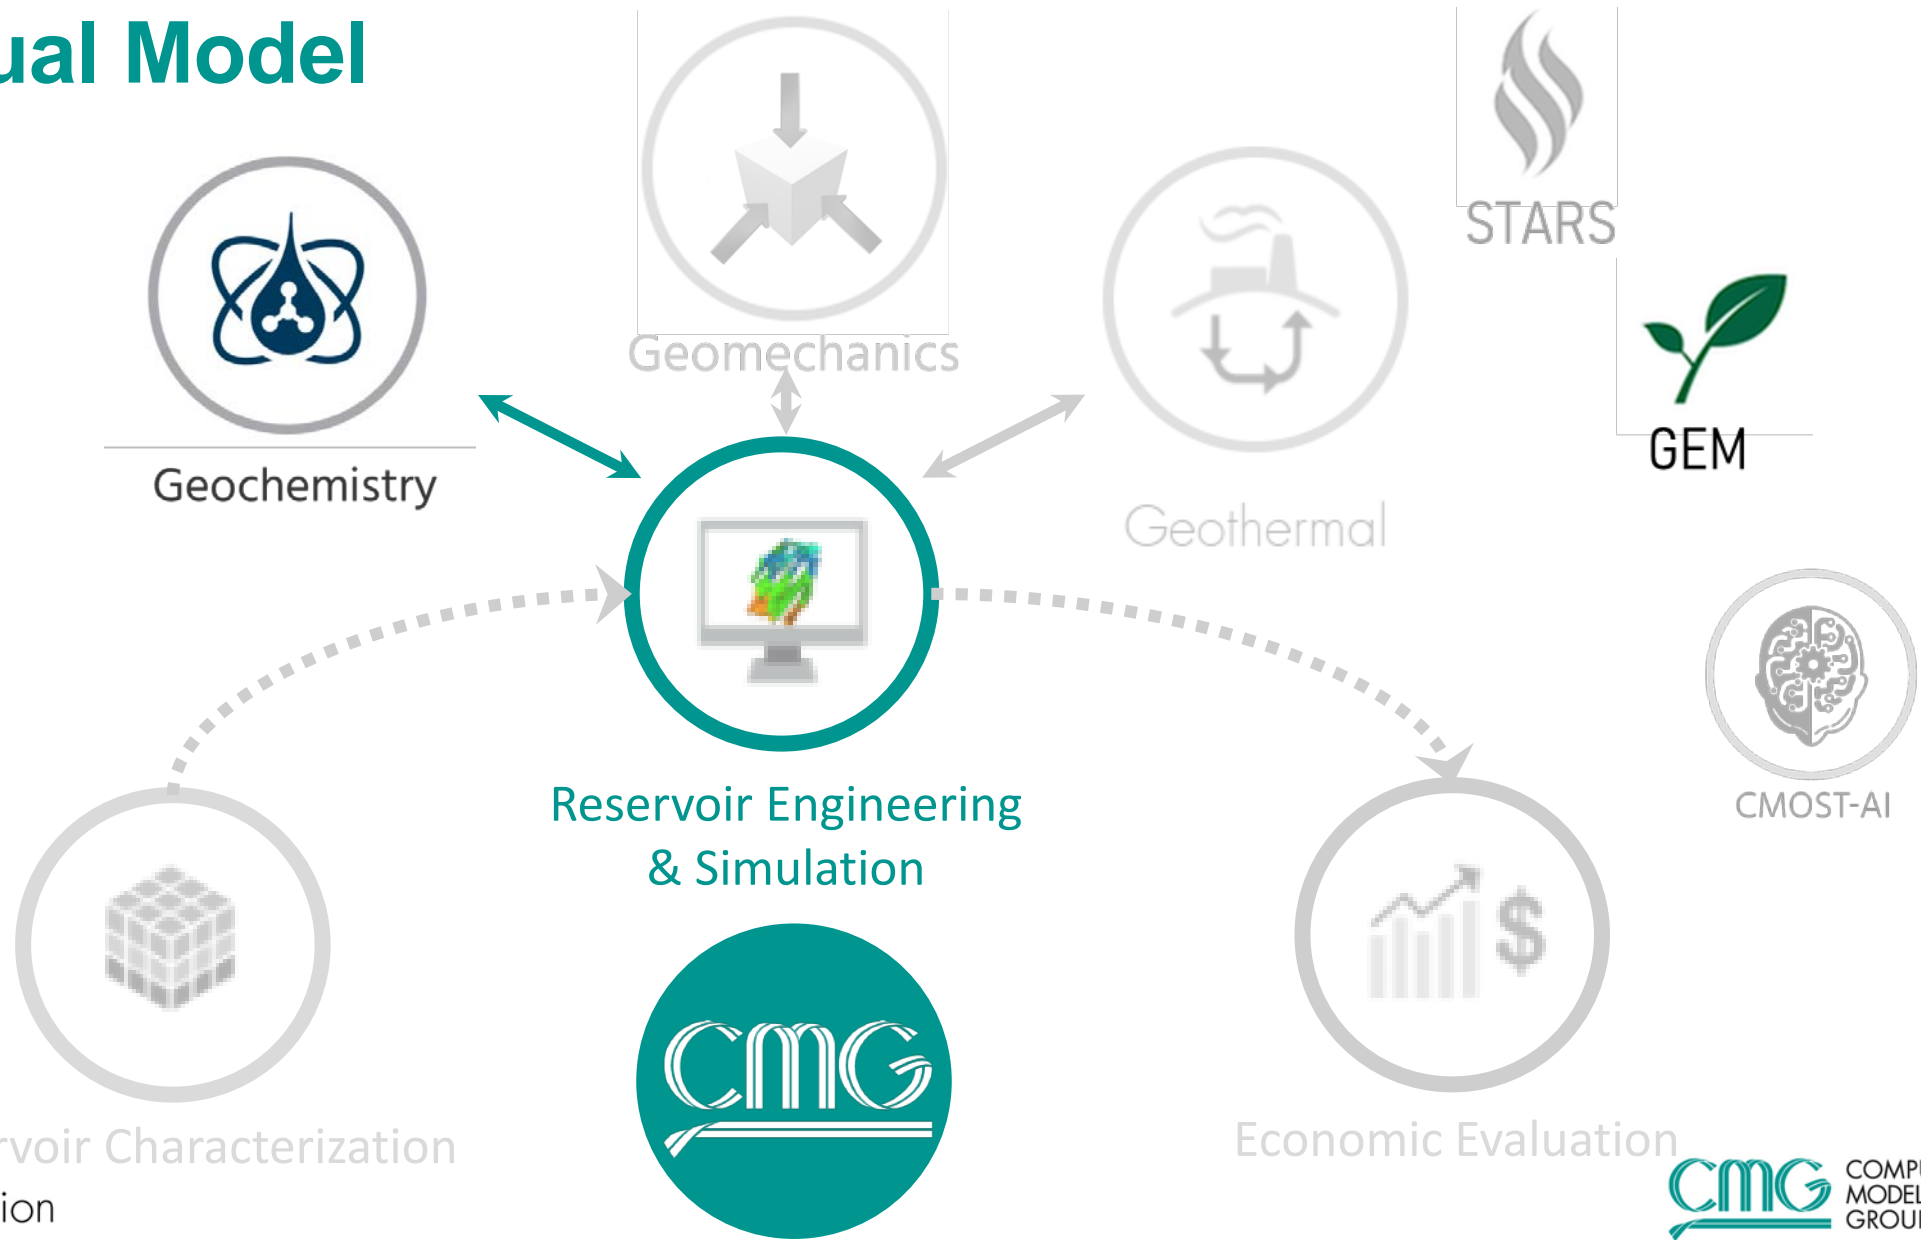 ual Model
STARS
Geomechanics
GEM
Geochemistry
Geothermal
Reservoir Engineering
& Simulation
CMOST-AI
CMG
rvoir Characterization
Economic Evaluation
ion
CMG
COMPU
MODEL
GROUP